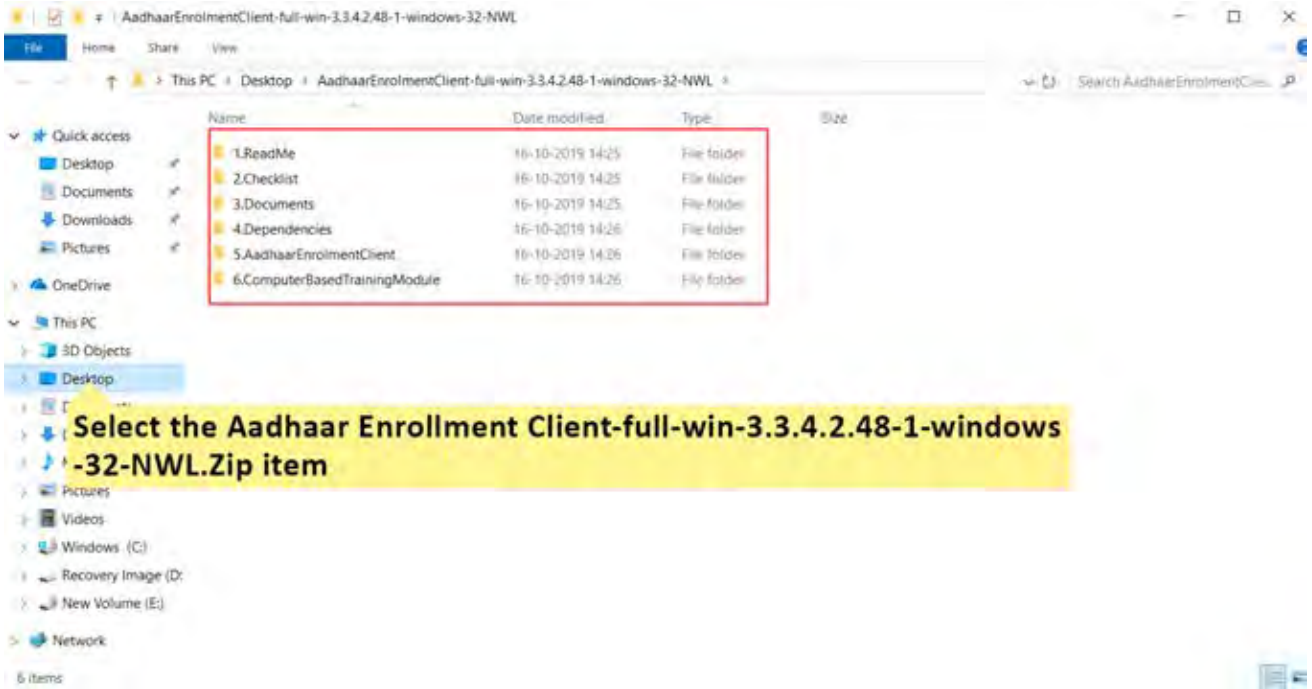 AadhaarEnrolmentClient-full-win-3.3.4.2.48-1-windows-32-NWL
File Home Share View
This PC Desktop AadhaarEnrolmentClient-full-win-3.3.4.2.48-1-windows-32-NWL Search AadhaarEnrolmentClie...
Name Date modified Type Size
Quick access
Desktop
Documents
Downloads
Pictures
OneDrive
This PC
3D Objects
Desktop
Pictures
Videos
Windows (C:)
Recovery Image (D:
New Volume (E:)
Network
1.ReadMe 16-10-2019 14:25 File folder
2.Checklist 16-10-2019 14:25 File folder
3.Documents 16-10-2019 14:25 File folder
4.Dependencies 16-10-2019 14:26 File folder
5.AadhaarEnrolmentClient 16-10-2019 14:26 File folder
6.ComputerBasedTrainingModule 16-10-2019 14:26 File folder
Select the Aadhaar Enrollment Client-full-win-3.3.4.2.48-1-windows
-32-NWL.Zip item
6 items